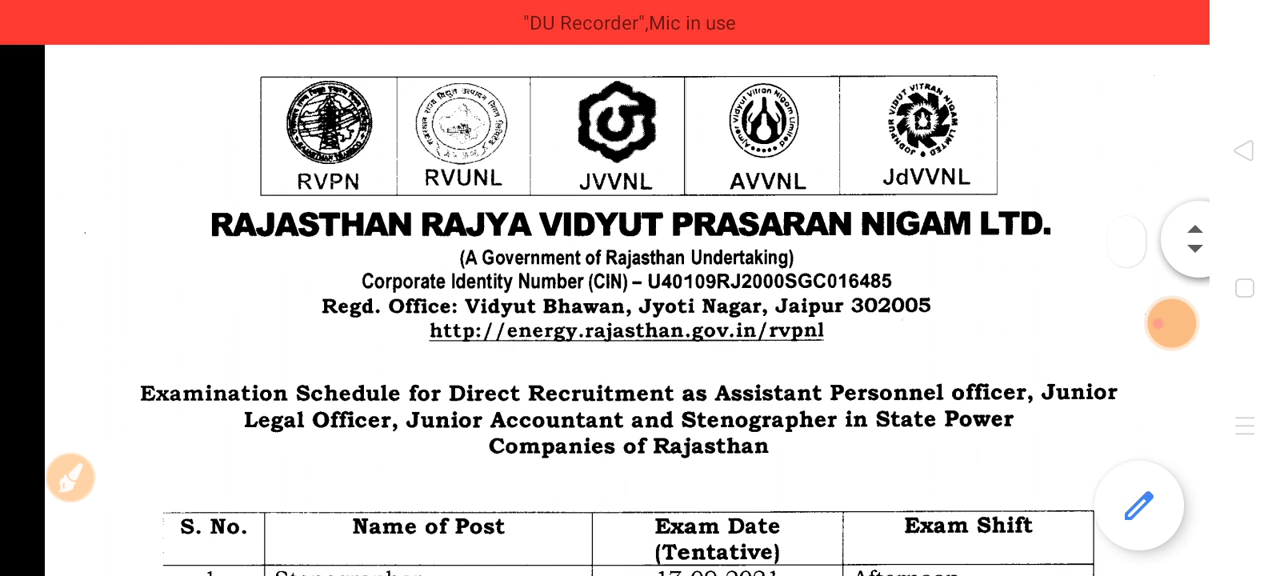 "DU Recorder",Mic in use
RVPN
RVUNL
JVVNL
AVVNL
JdVVNL
RAJASTHAN RAJYA VIDYUT PRASARAN NIGAM LTD.
(A Government of Rajasthan Undertaking)
Corporate Identity Number (CIN) – U40109RJ2000SGC016485
Regd. Office: Vidyut Bhawan, Jyoti Nagar, Jaipur 302005
http://energy.rajasthan.gov.in/rvpnl
Examination Schedule for Direct Recruitment as Assistant Personnel officer, Junior
Legal Officer, Junior Accountant and Stenographer in State Power
Companies of Rajasthan
S. No. Name of Post Exam Date Exam Shift
(Tentative)